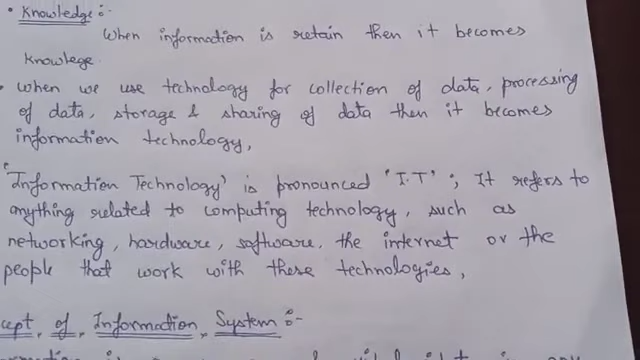 • Knowledge :-
When information is retain then it becomes
Knowlege.
• When we use technology for collection of data, processing
of data, storage & sharing of data then it becomes
information technology,
'Information Technology' is pronounced 'I.T' ; It refers to
anything related to computing technology, such as
networking, hardware, software, the internet or the
people that work with these technologies,
cept of Information System :-